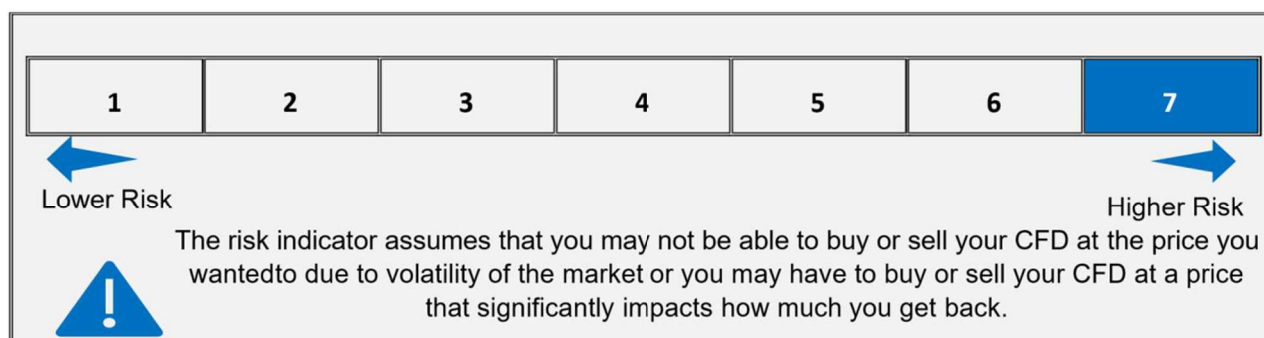 1 2 3 4 5 6 7
Lower Risk
Higher Risk
The risk indicator assumes that you may not be able to buy or sell your CFD at the price you
wantedto due to volatility of the market or you may have to buy or sell your CFD at a price
that significantly impacts how much you get back.